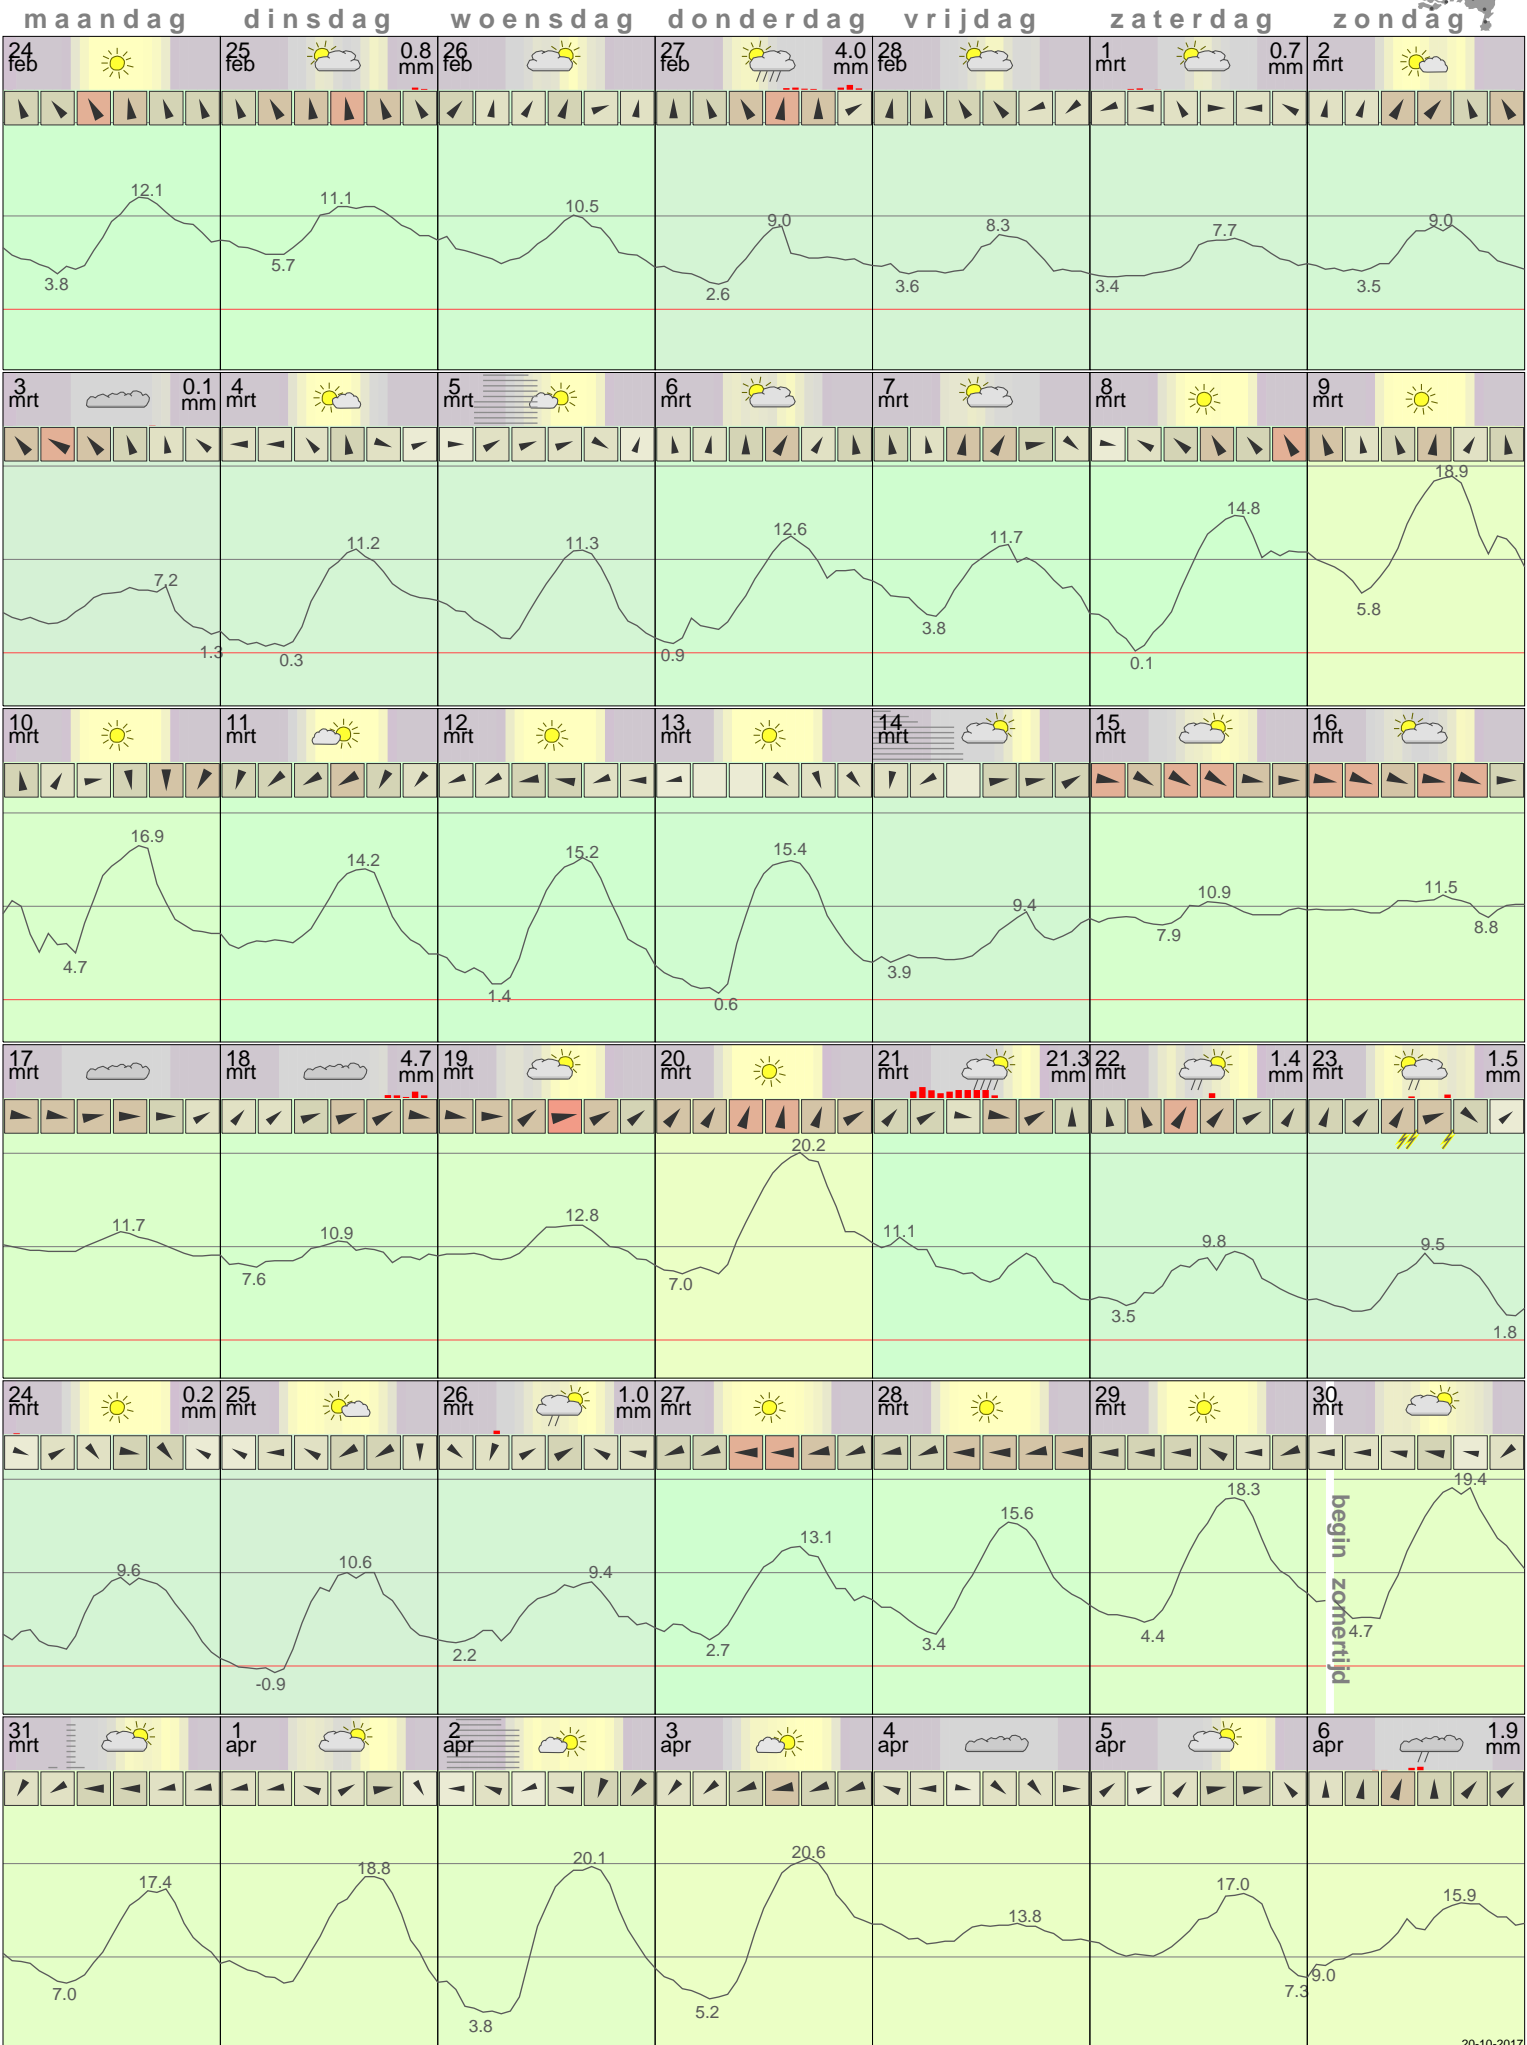 maandag dinsdag woensdag donderdag vrijdag zaterdag zondag
24 25 0.8 26 27 4.0 28 1 0.7 2
feb feb mm feb feb mm feb mrt mm mrt
12.1 11.1 10.5 9.0 8.3 7.7 9.0
3.8 5.7 2.6 3.6 3.4 3.5
3 0.1 4 5 6 7 8 9
mrt mm mrt mrt mrt mrt mrt mrt
7.2 11.2 11.3 12.6 11.7 14.8 18.9
1.3 0.3 0.9 3.8 0.1 5.8
10 11 12 13 14 15 16
mrt mrt mrt mrt mrt mrt mrt
16.9 14.2 15.2 15.4 9.4 10.9 11.5
4.7 1.4 0.6 3.9 7.9 8.8
17 18 4.7 19 20 21 21.3 22 1.4 23 1.5
mrt mrt mm mrt mrt mrt mm mrt mm mrt mm
11.7 10.9 12.8 20.2 11.1 9.8 9.5
7.6 7.0 3.5 1.8
24 0.2 25 26 1.0 27 28 29 30
mrt mm mrt mrt mm mrt mrt mrt mrt
9.6 10.6 9.4 13.1 15.6 18.3 19.4
-0.9 2.2 2.7 3.4 4.4 4.7
begin zomertijd
31 1 2 3 4 5 6 1.9
mrt apr apr apr apr apr apr mm
17.4 18.8 20.1 20.6 13.8 17.0 15.9
7.0 3.8 5.2 7.3 9.0
20-10-2017